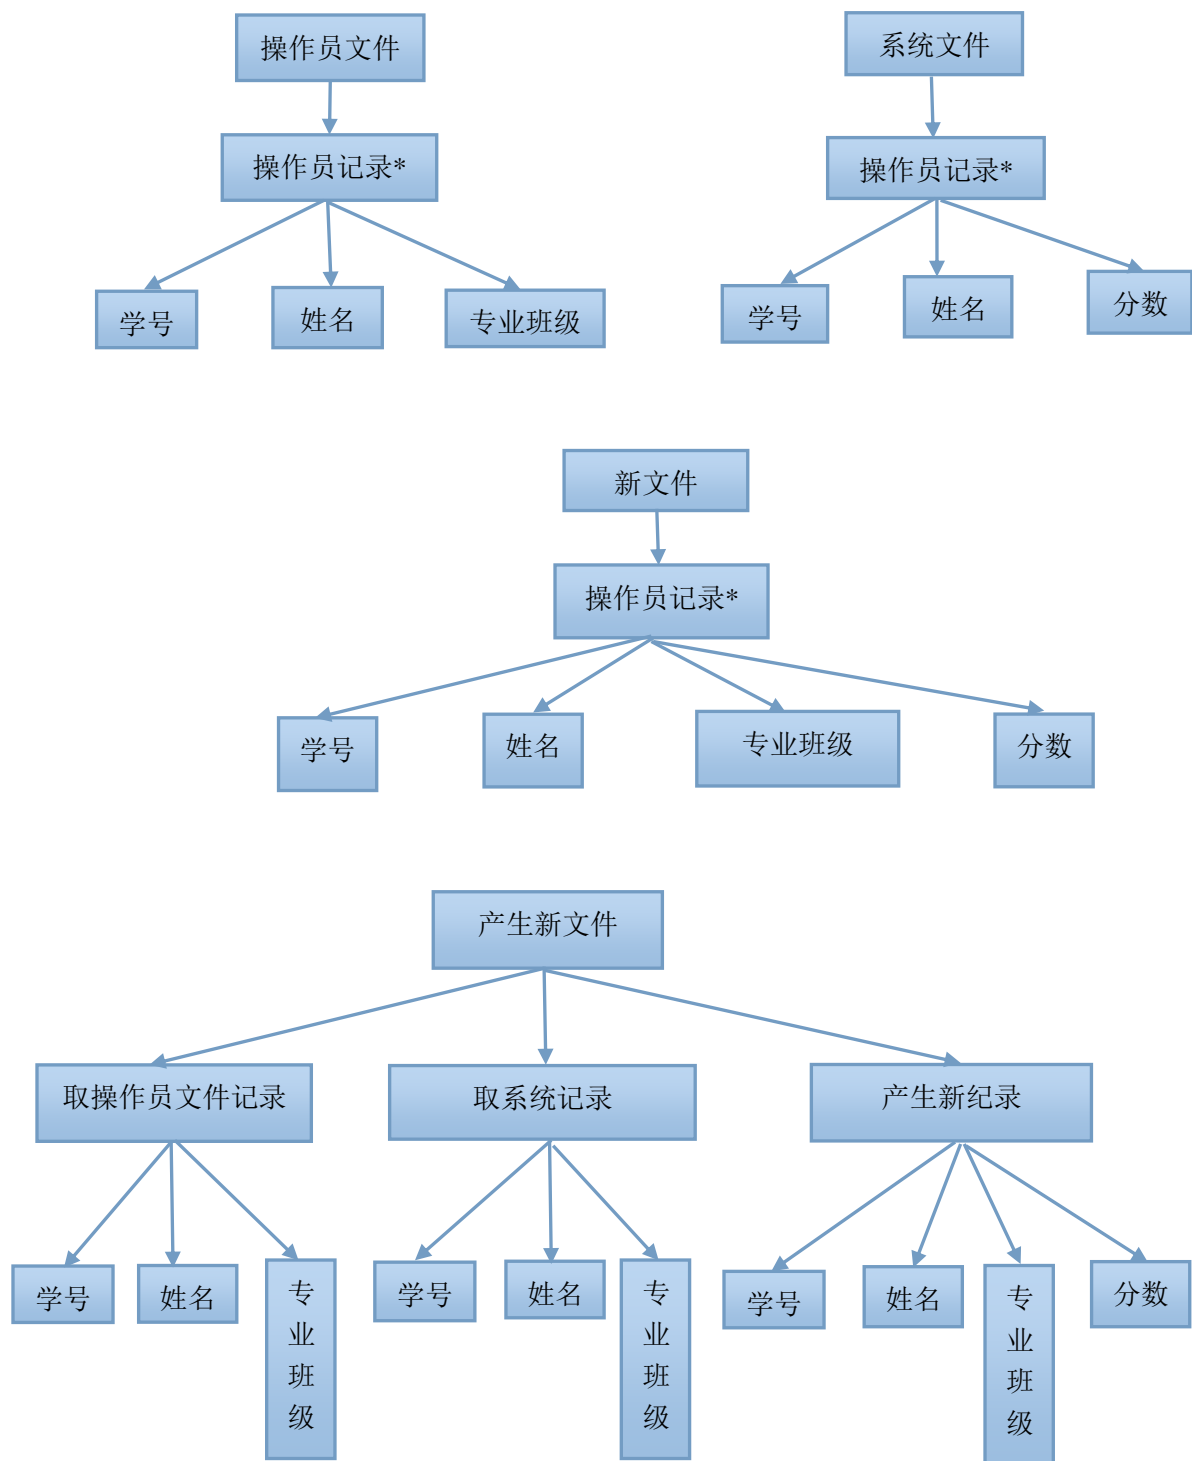 操作员文件
系统文件
操作员记录*
操作员记录*
学号
姓名
专业班级
学号
姓名
分数
新文件
操作员记录*
学号
姓名
专业班级
分数
产生新文件
取操作员文件记录
取系统记录
产生新纪录
学号
姓名
专业班级
学号
姓名
专业班级
学号
姓名
专业班级
分数